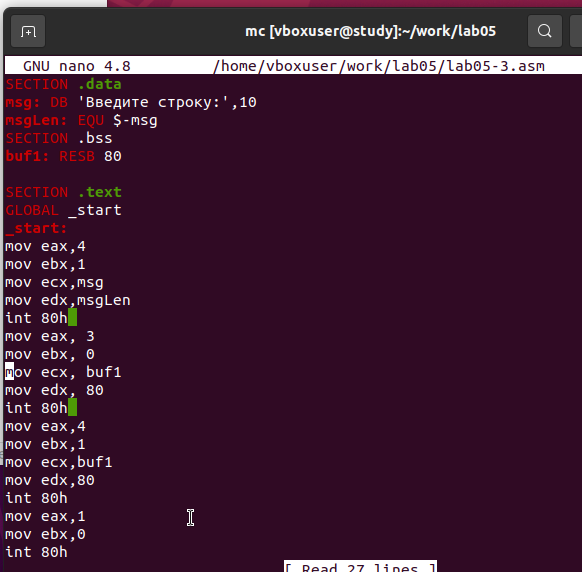 mc [vboxuser@study]:~/work/lab05
GNU nano 4.8 /home/vboxuser/work/lab05/lab05-3.asm
SECTION .data
msg: DB 'Введите строку:',10
msgLen: EQU $-msg
SECTION .bss
buf1: RESB 80
SECTION .text
GLOBAL _start
_start:
mov eax,4
mov ebx,1
mov ecx,msg
mov edx,msgLen
int 80h
mov eax, 3
mov ebx, 0
mov ecx, buf1
mov edx, 80
int 80h
mov eax,4
mov ebx,1
mov ecx,buf1
mov edx,80
int 80h
mov eax,1
mov ebx,0
int 80h
[ Read 27 lines ]